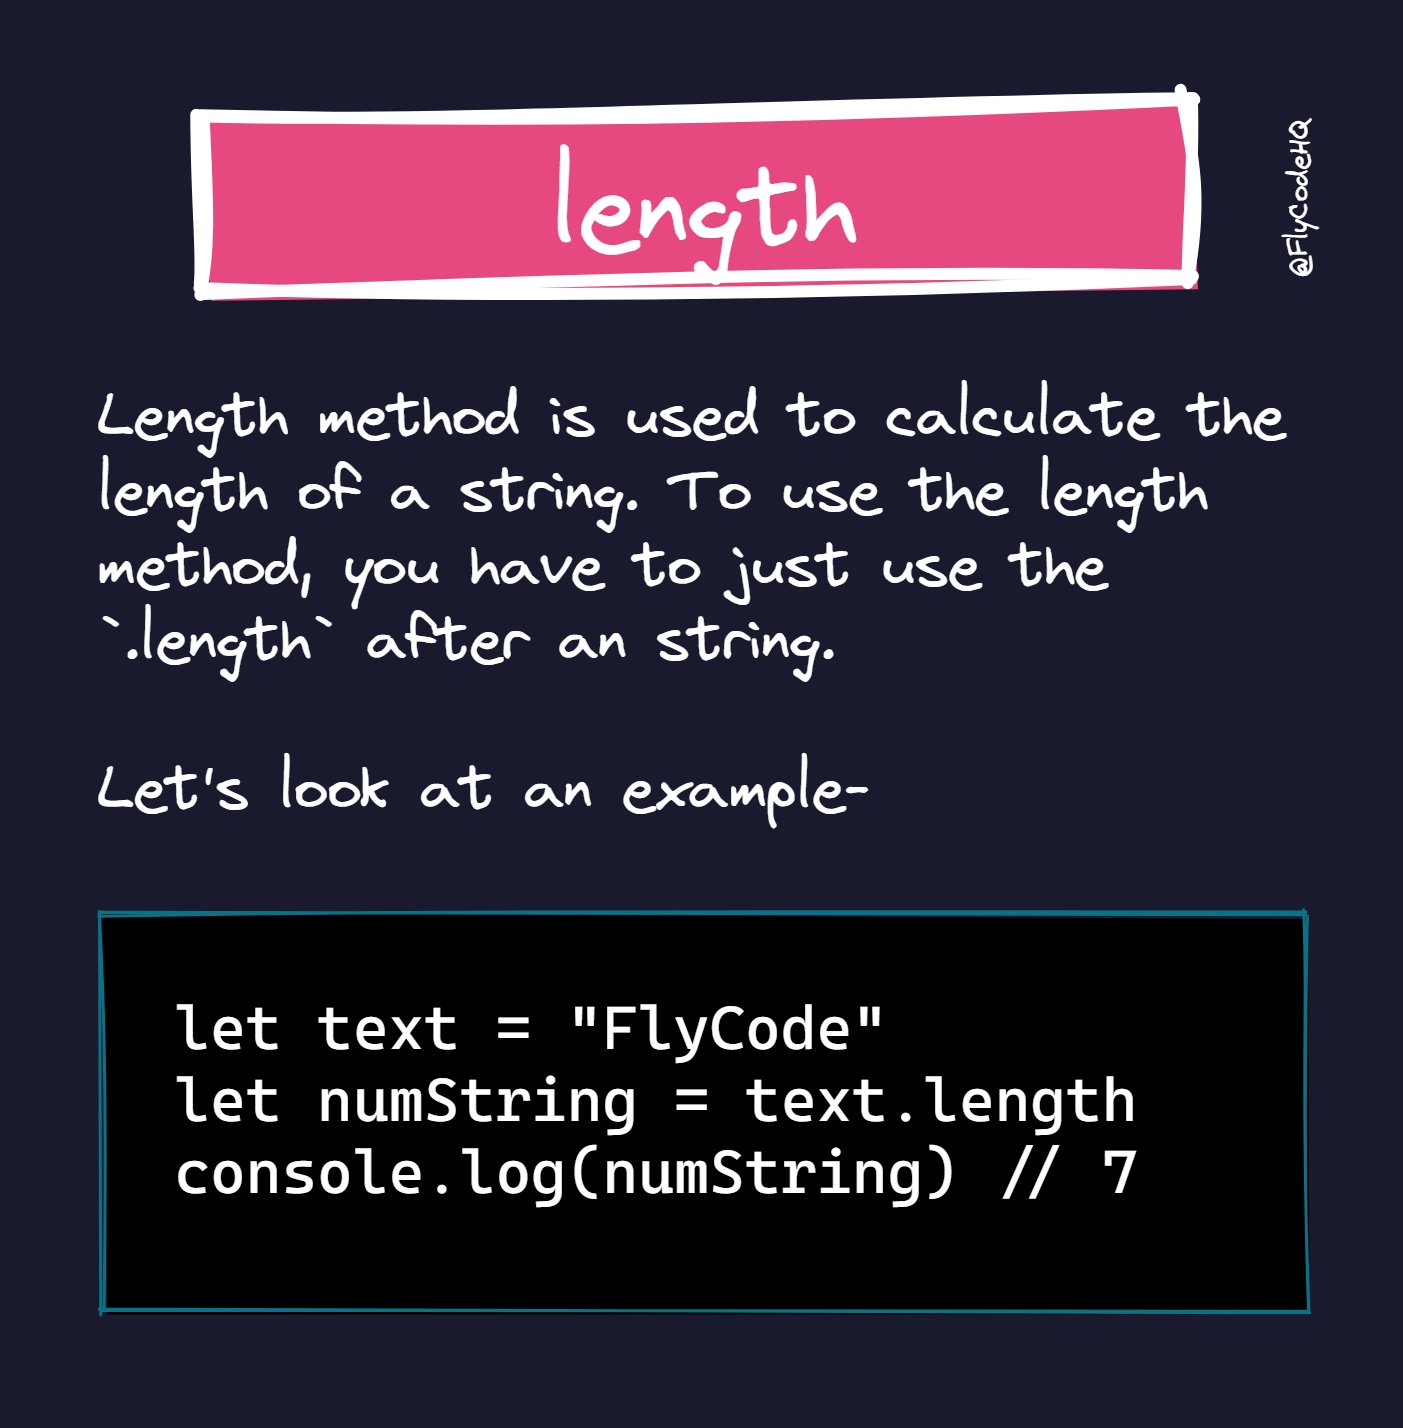 length
@FlyCodeHQ
Length method is used to calculate the
length of a string. To use the length
method, you have to just use the
`.length` after an string.
Let's look at an example-
let text = "FlyCode"
let numString = text.length
console.log(numString) // 7